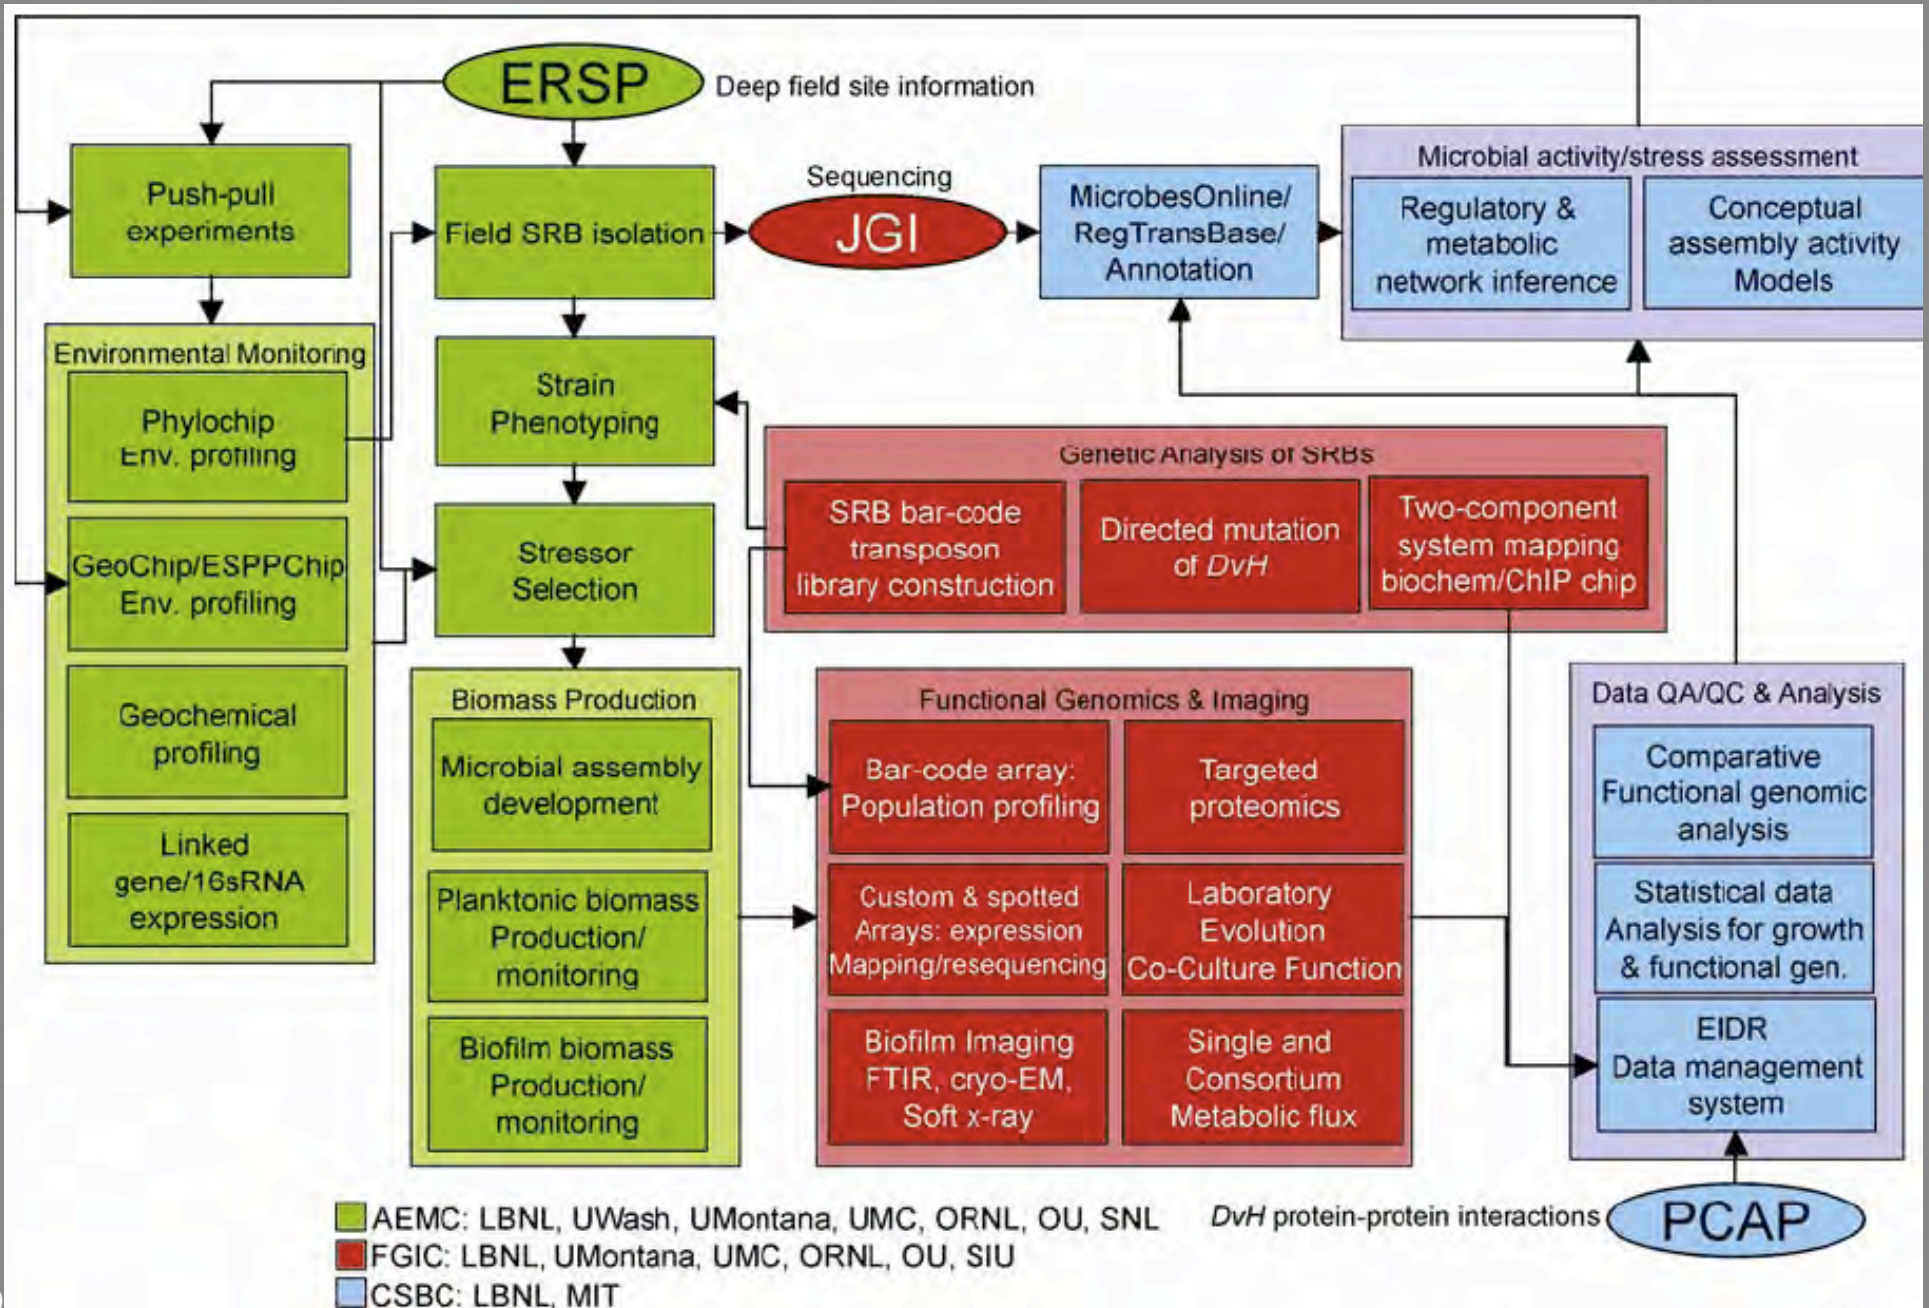 ERSP
Deep field site information
Push-pull
experiments
Field SRB isolation
Sequencing
JGI
MicrobesOnline/
RegTransBase/
Annotation
Microbial activity/stress assessment
Regulatory &
metabolic
network inference
Conceptual
assembly activity
Models
Environmental Monitoring
Phylochip
Env. profiling
GeoChip/ESPPChip
Env. profiling
Geochemical
profiling
Linked
gene/16sRNA
expression
Strain
Phenotyping
Stressor
Selection
Genetic Analysis of SRBs
SRB bar-code
transposon
library construction
Directed mutation
of DvH
Two-component
system mapping
biochem/ChIP chip
Biomass Production
Microbial assembly
development
Planktonic biomass
Production/
monitoring
Biofilm biomass
Production/
monitoring
Functional Genomics & Imaging
Bar-code array:
Population profiling
Targeted
proteomics
Custom & spotted
Arrays: expression
Mapping/resequencing
Laboratory
Evolution
Co-Culture Function
Biofilm Imaging
FTIR, cryo-EM,
Soft x-ray
Single and
Consortium
Metabolic flux
Data QA/QC & Analysis
Comparative
Functional genomic
analysis
Statistical data
Analysis for growth
& functional gen.
EIDR
Data management
system
DvH protein-protein interactions
PCAP
AEMC: LBNL, UWash, UMontana, UMC, ORNL, OU, SNL
FGIC: LBNL, UMontana, UMC, ORNL, OU, SIU
CSBC: LBNL, MIT